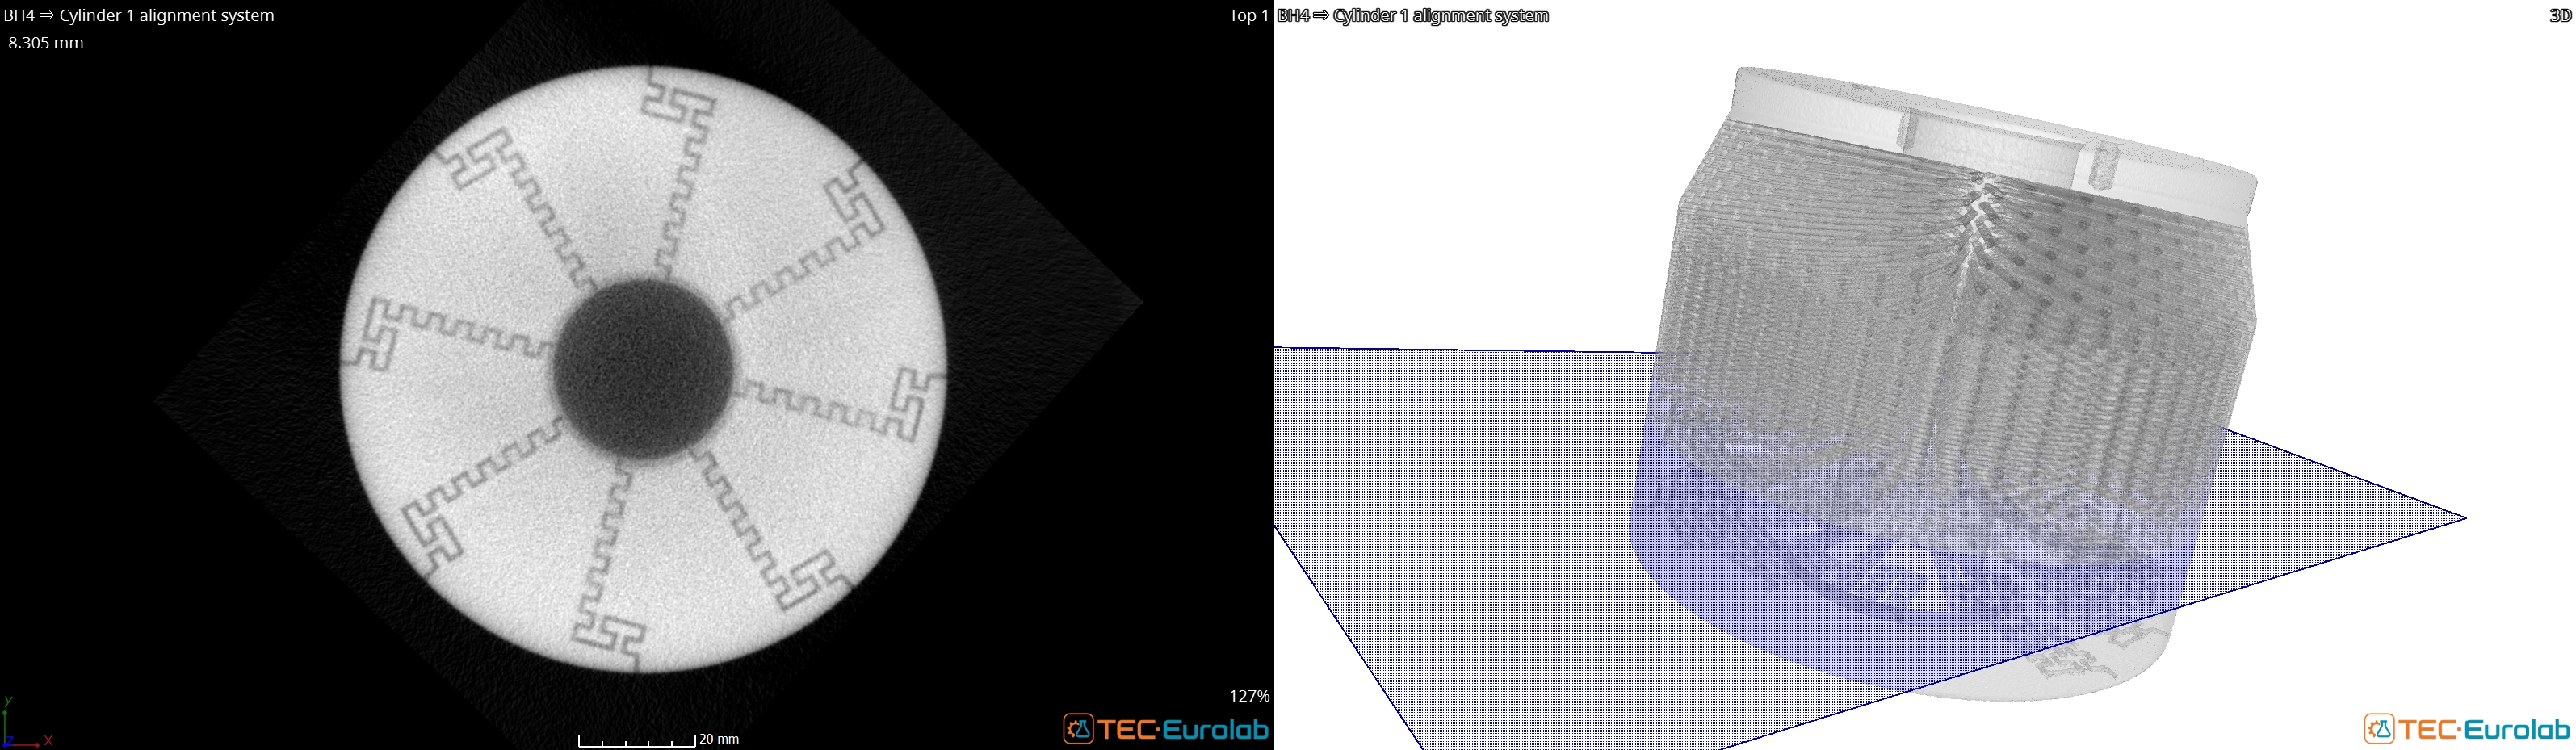 BH4 ⇒ Cylinder 1 alignment system
-8.305 mm
Top 1
127%
20 mm
Y
Z
X
TEC·Eurolab
BH4 ⇒ Cylinder 1 alignment system
3D
TEC·Eurolab